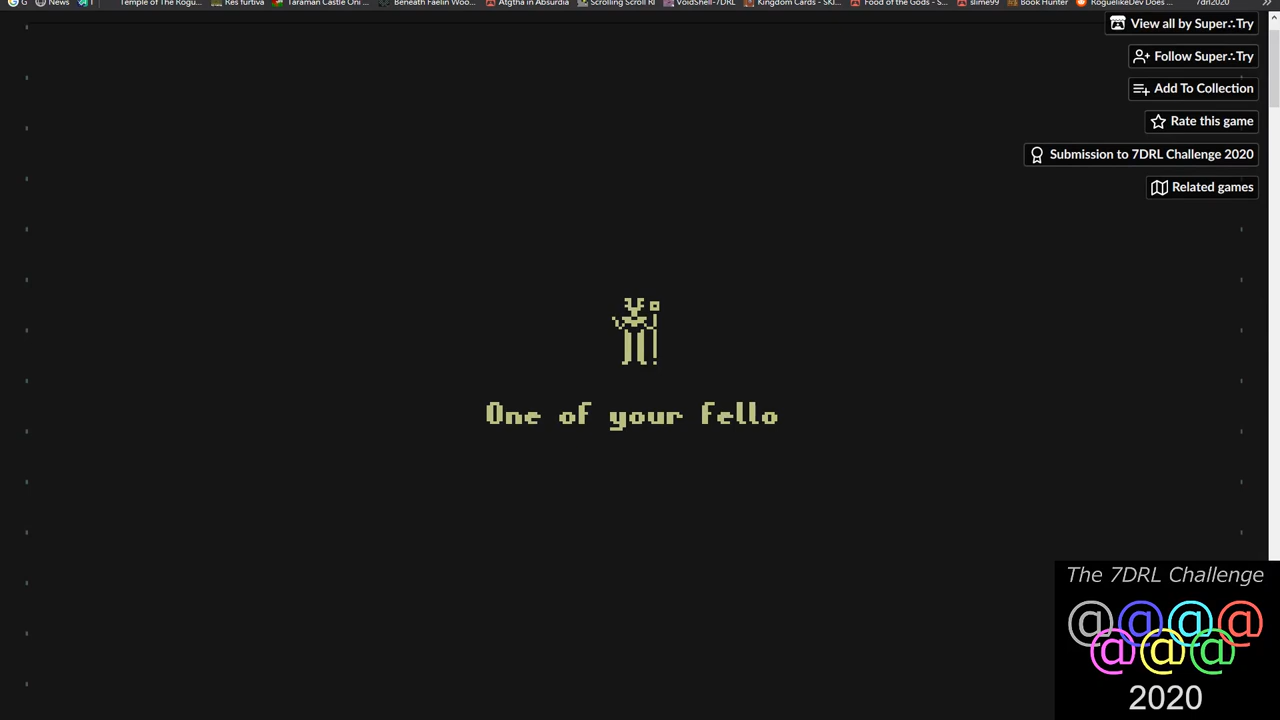 G
News
Temple of The Rogu...
Res furtiva
Taraman Castle Oni ...
Beneath Faelin Woo...
Atgtha in Absurdia
Scrolling Scroll RI
VoidShell-7DRL
Kingdom Cards - SKI...
Food of the Gods - S...
slime99
Book Hunter
RoguelikeDev Does ...
7drl2020
View all by Super∴Try
Follow Super∴Try
Add To Collection
Rate this game
Submission to 7DRL Challenge 2020
Related games
One of your fello
The 7DRL Challenge
@@@@
@@@
2020